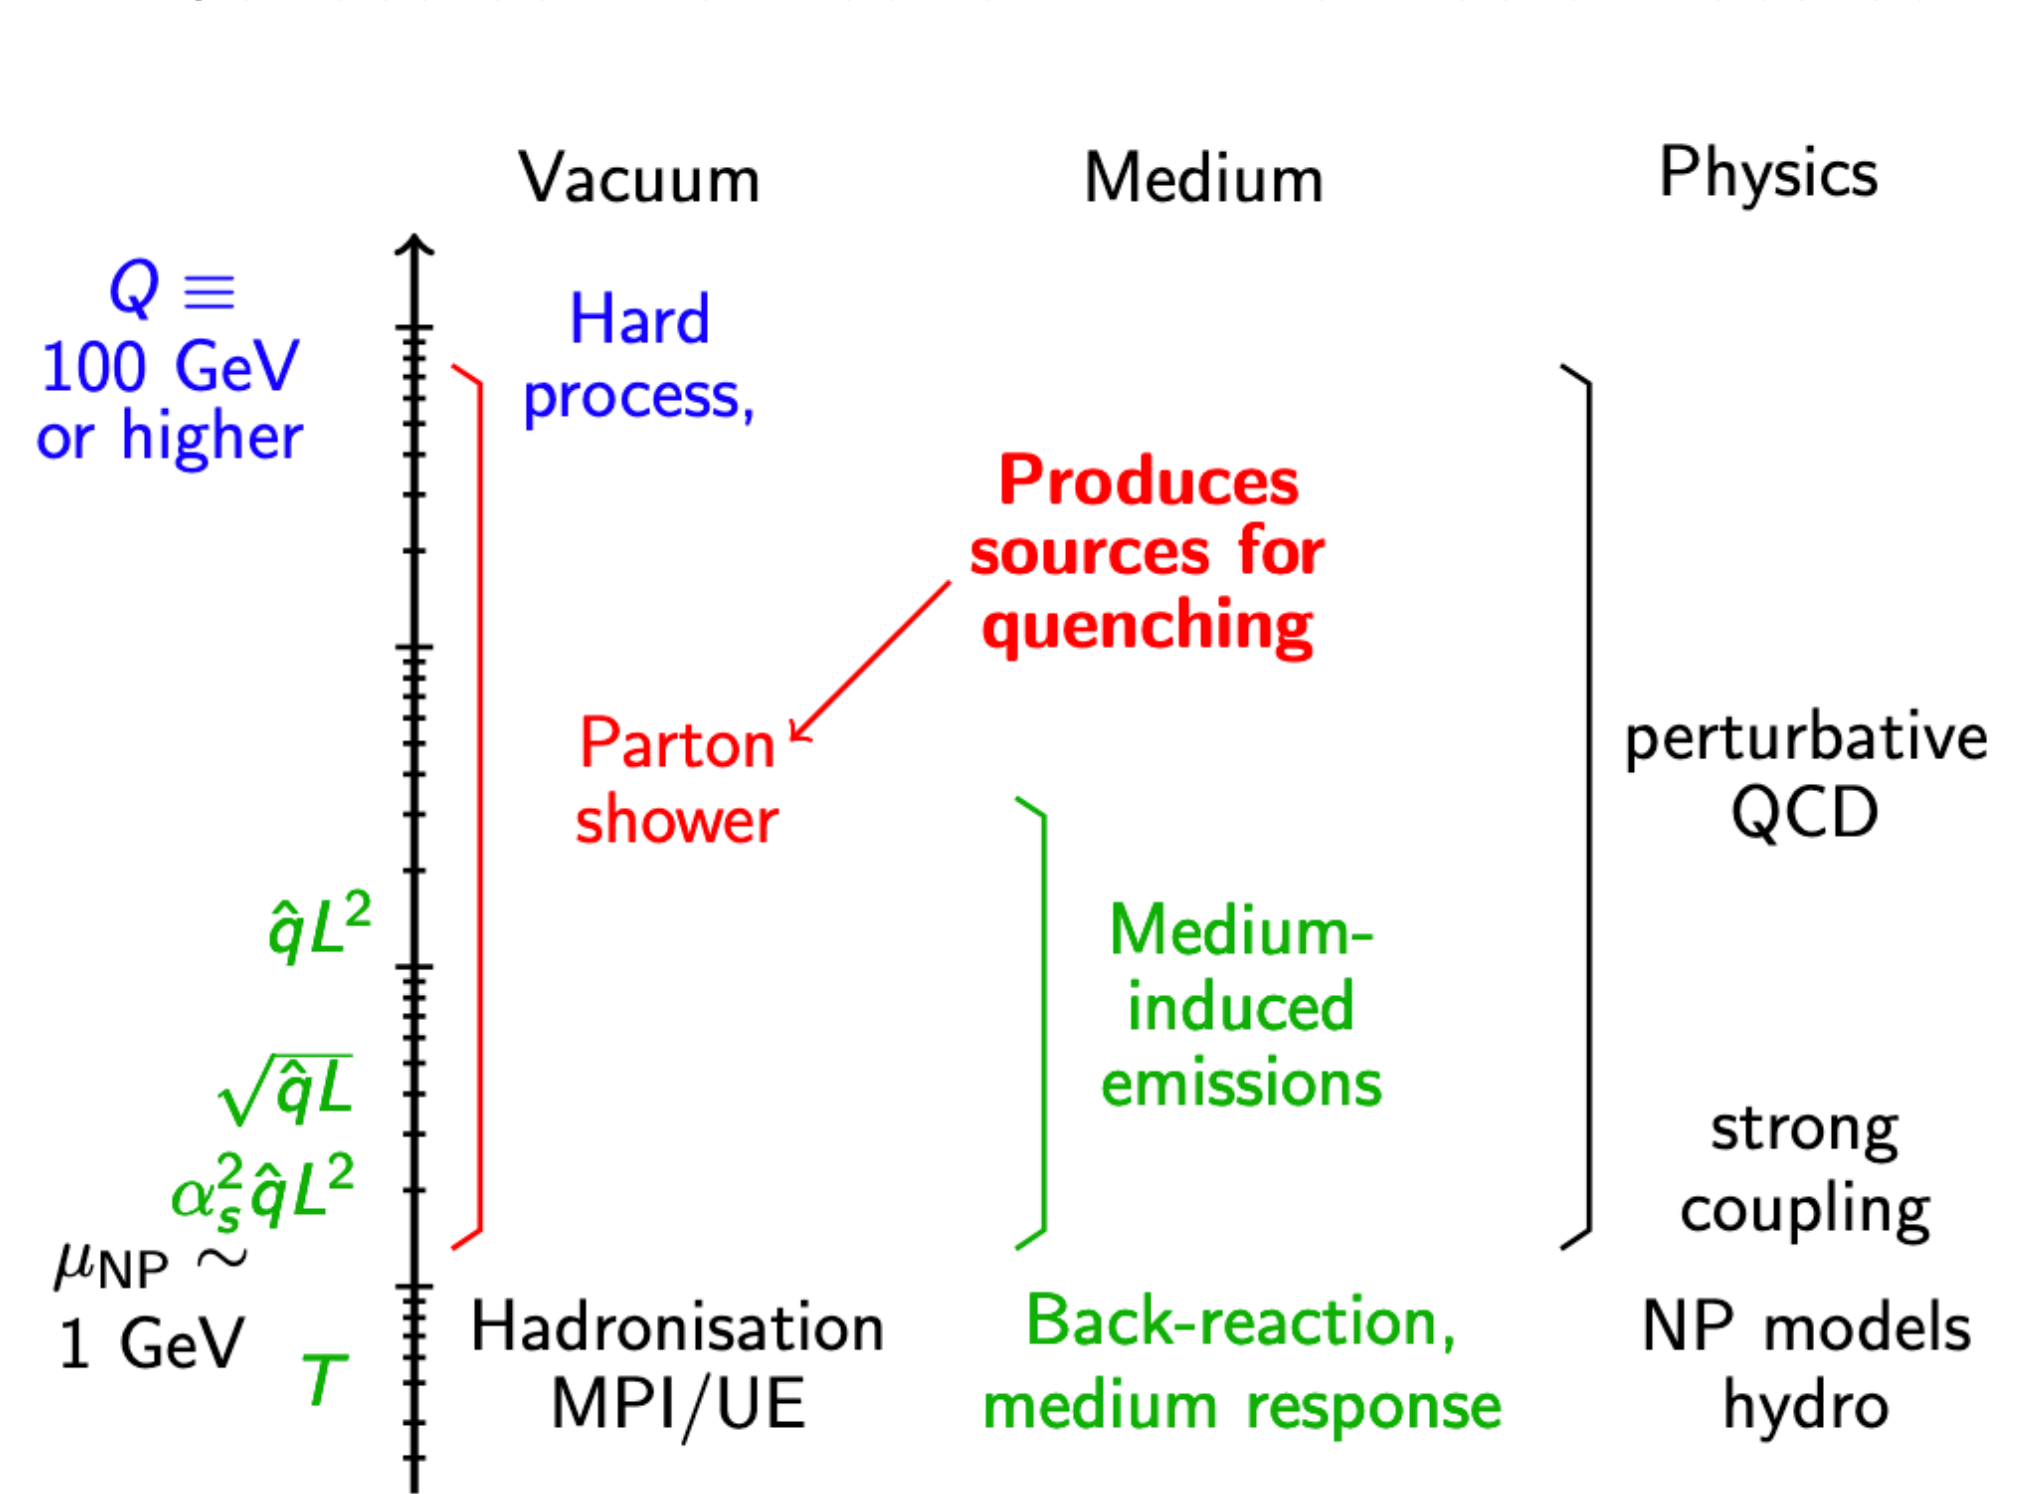 Vacuum
Medium
Physics
Q ≡
100 GeV
or higher
Hard
process,
Produces
sources for
quenching
Parton
shower
perturbative
QCD
q̂L²
Medium-
induced
emissions
√q̂L
strong
coupling
αₛ²q̂L²
μNP ∼
1 GeV
T
Hadronisation
MPI/UE
Back-reaction,
medium response
NP models
hydro